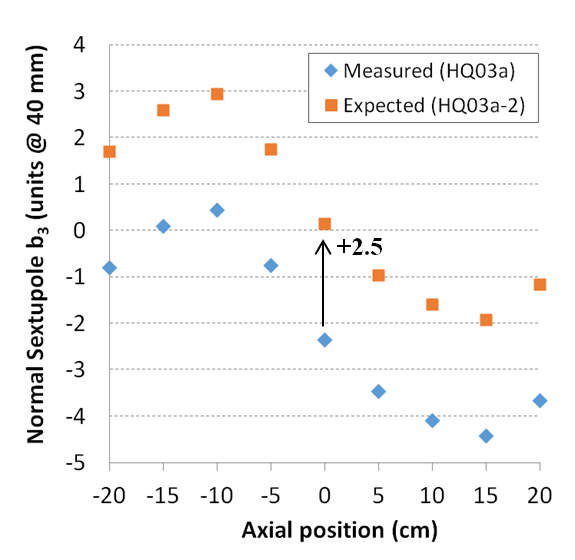 Normal Sextupole b3 (units @ 40 mm)
4
3
2
1
0
-1
-2
-3
-4
-5
Measured (HQ03a)
Expected (HQ03a-2)
+2.5
-20 -15 -10 -5 0 5 10 15 20
Axial position (cm)